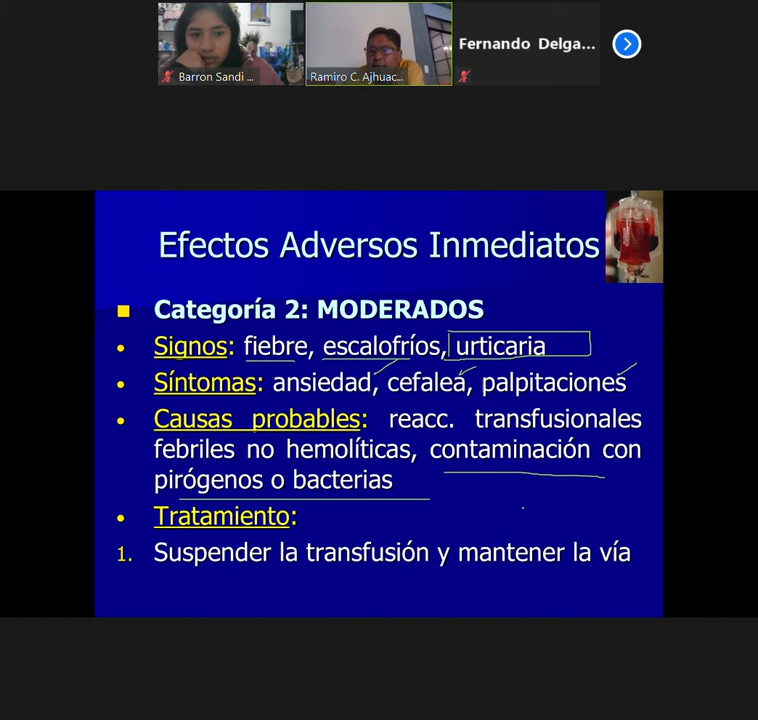 Fernando Delga...
Barron Sandi ...
Ramiro C. Ajhuac...
Efectos Adversos Inmediatos
Categoría 2: MODERADOS
Signos: fiebre, escalofríos, urticaria
Síntomas: ansiedad, cefalea, palpitaciones
Causas probables: reacc. transfusionales
febriles no hemolíticas, contaminación con
pirógenos o bacterias
Tratamiento:
1. Suspender la transfusión y mantener la vía